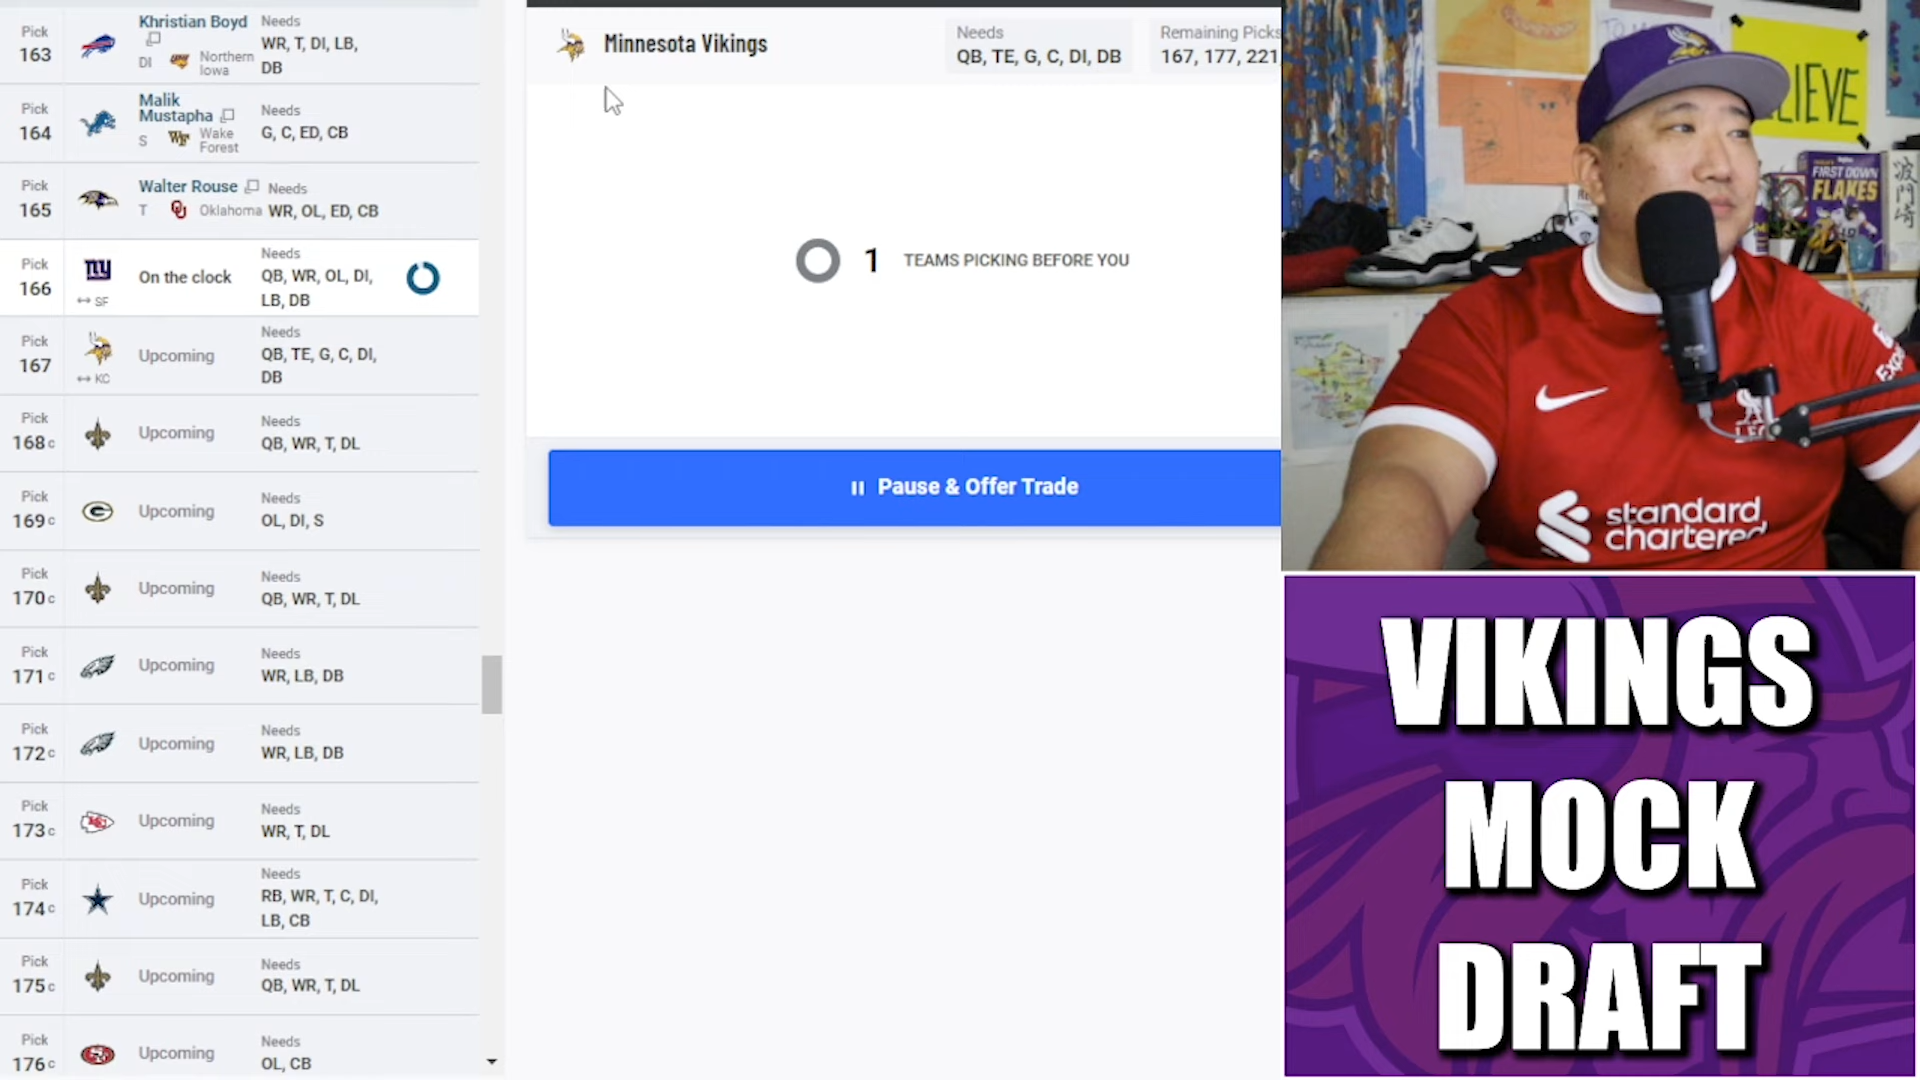 Pick
163
Khristian Boyd
DI
Northern
Iowa
Needs
WR, T, DI, LB,
DB
Pick
164
Malik
Mustapha
S
WF
Wake
Forest
Needs
G, C, ED, CB
Pick
165
Walter Rouse
T
Oklahoma
Needs
WR, OL, ED, CB
Pick
166
ny
↔ SF
On the clock
Needs
QB, WR, OL, DI,
LB, DB
Pick
167
↔ KC
Upcoming
Needs
QB, TE, G, C, DI,
DB
Pick
168 c
Upcoming
Needs
QB, WR, T, DL
Pick
169 c
Upcoming
Needs
OL, DI, S
Pick
170 c
Upcoming
Needs
QB, WR, T, DL
Pick
171 c
Upcoming
Needs
WR, LB, DB
Pick
172 c
Upcoming
Needs
WR, LB, DB
Pick
173 c
Upcoming
Needs
WR, T, DL
Pick
174 c
Upcoming
Needs
RB, WR, T, C, DI,
LB, CB
Pick
175 c
Upcoming
Needs
QB, WR, T, DL
Pick
176 c
Upcoming
Needs
OL, CB
Minnesota Vikings
Needs
QB, TE, G, C, DI, DB
Remaining Picks
167, 177, 221
1 TEAMS PICKING BEFORE YOU
Pause & Offer Trade
LIEVE
FIRST DOWN
FLAKES
standard
chartered
VIKINGS
MOCK
DRAFT